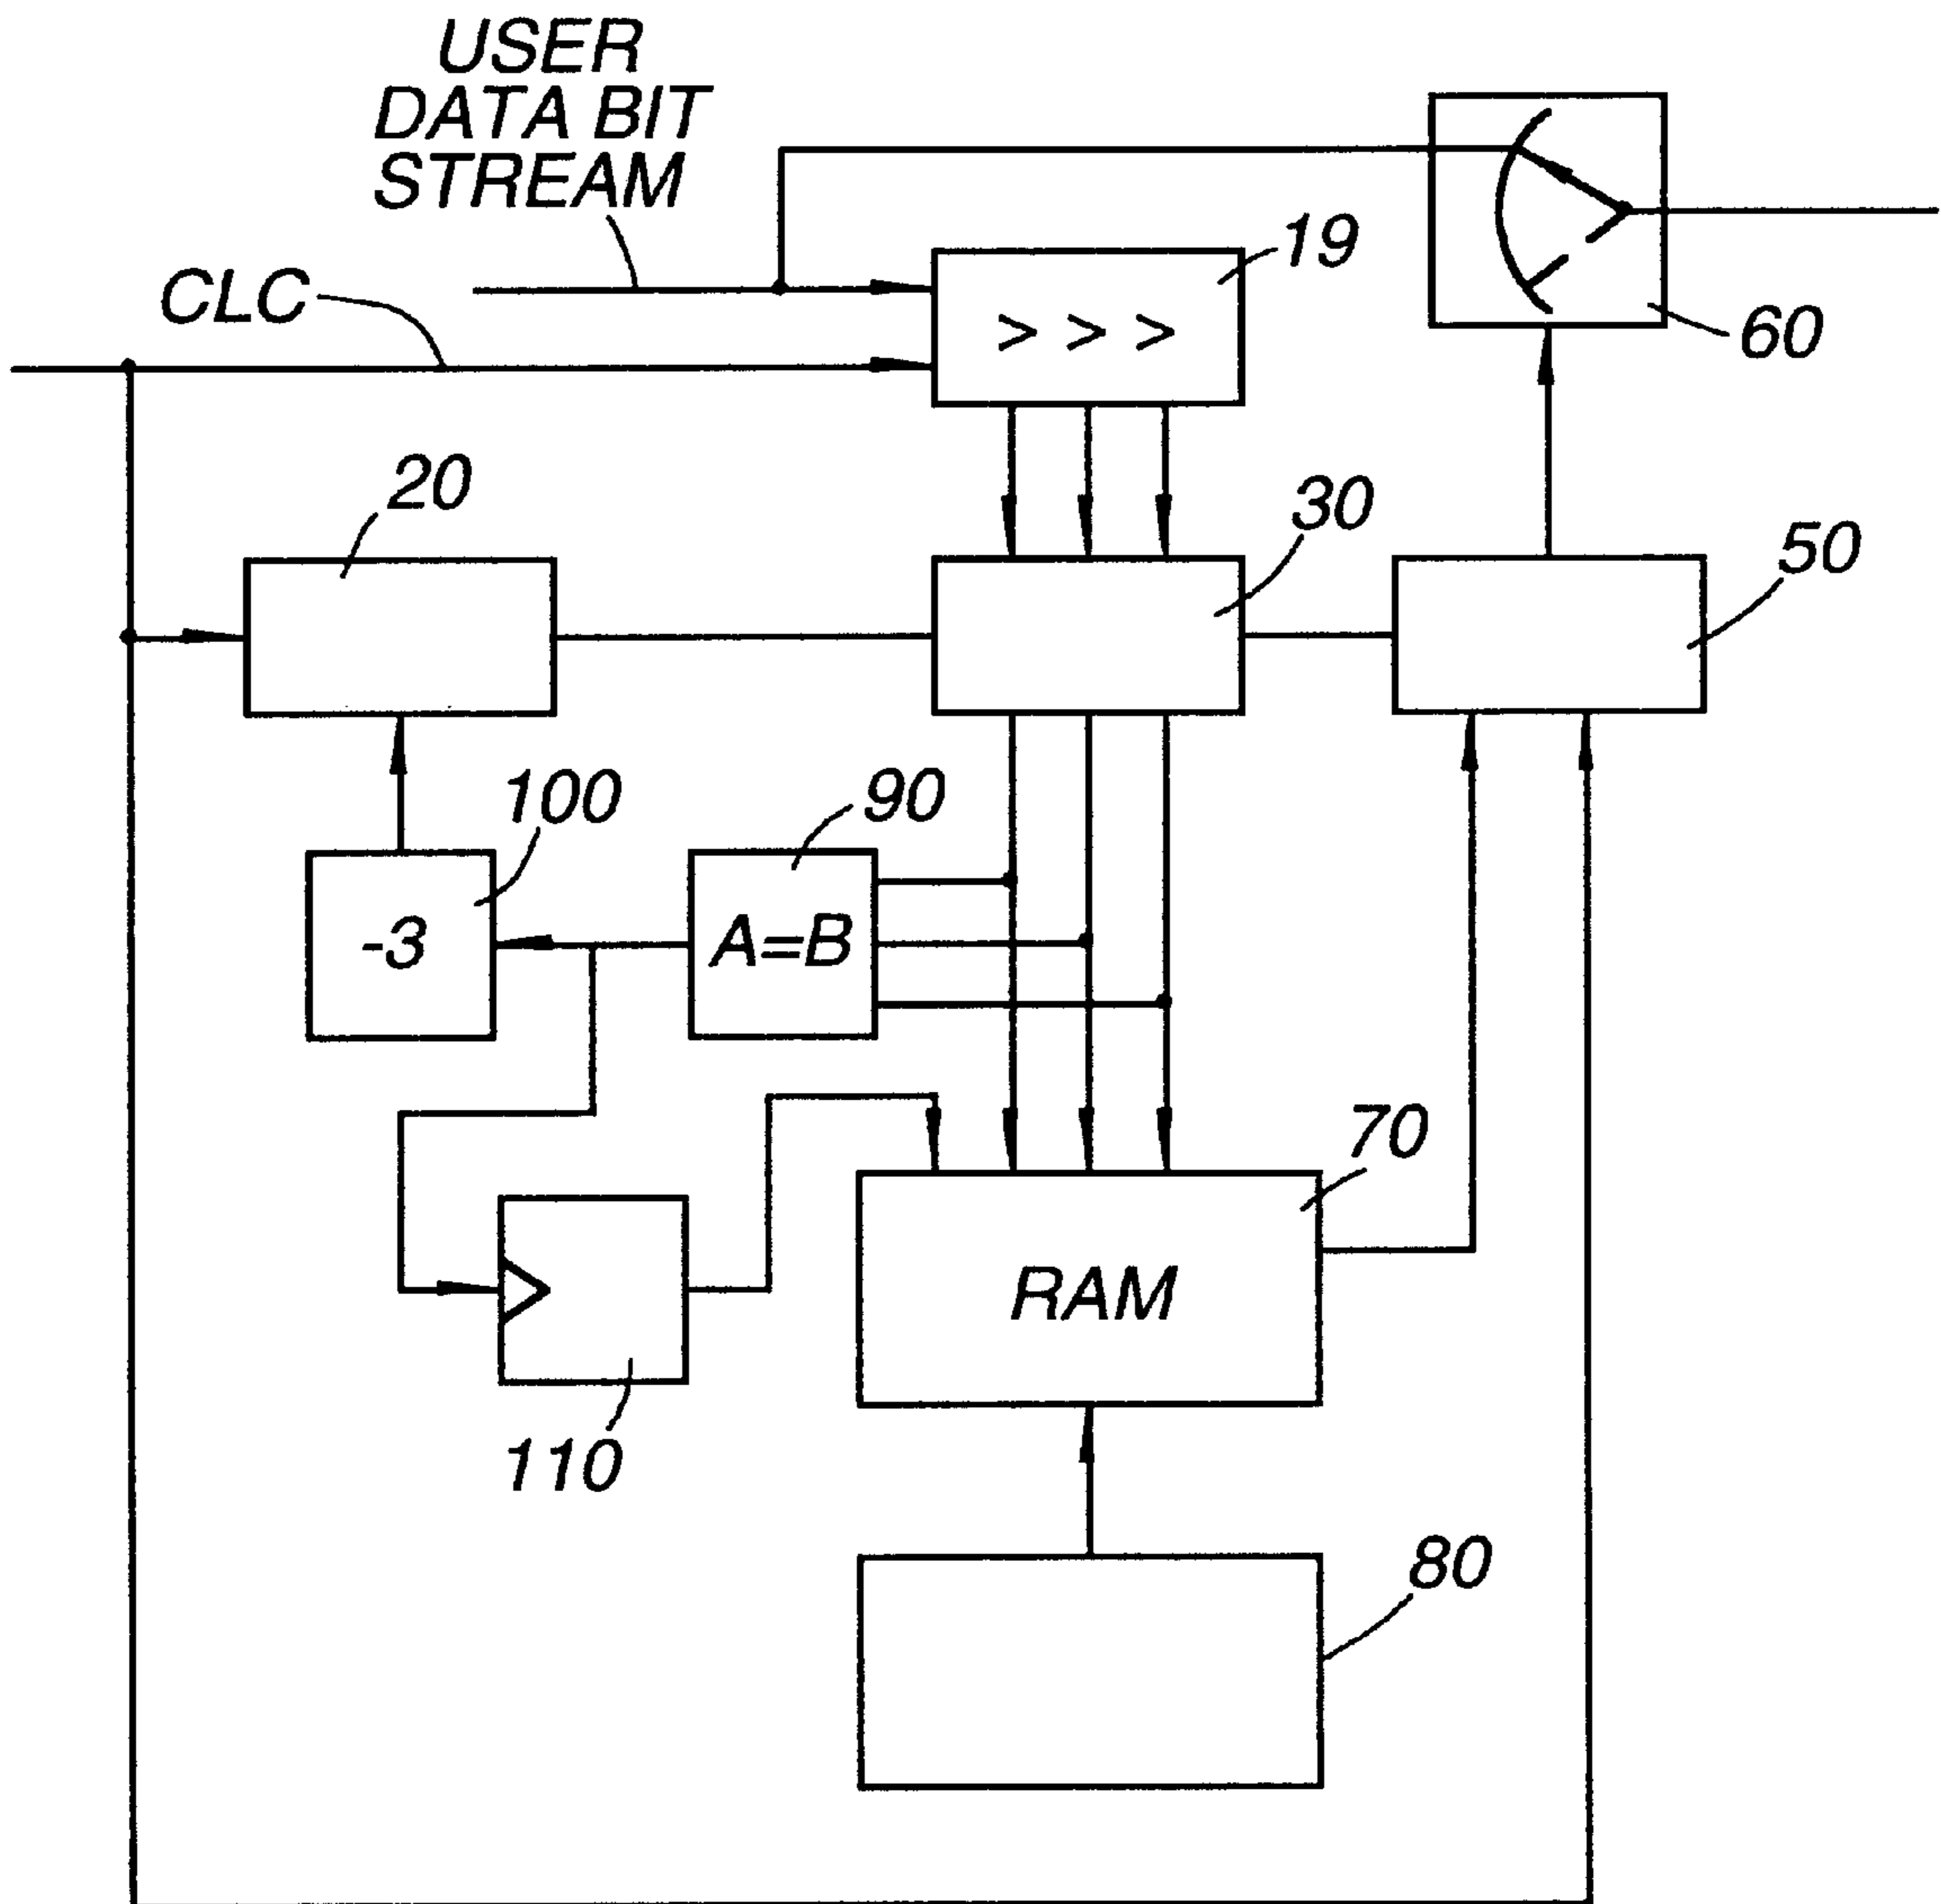 USER
DATA BIT
STREAM
CLC
19
> > >
60
20
30
50
100
90
-3
A=B
70
RAM
110
80